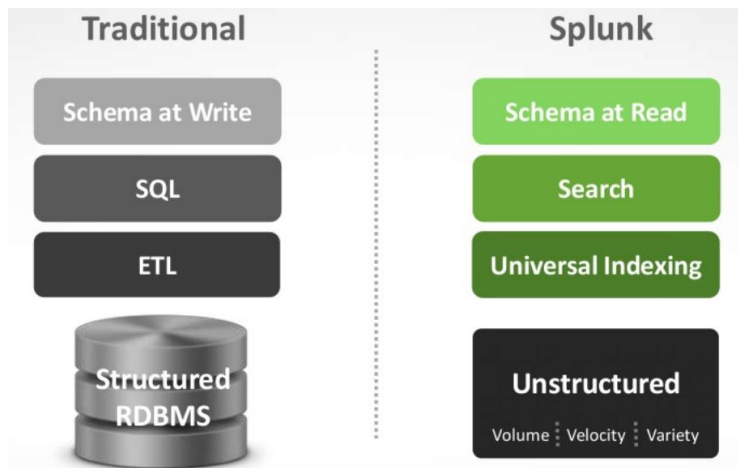 Traditional
Schema at Write
SQL
ETL
Structured
RDBMS
Splunk
Schema at Read
Search
Universal Indexing
Unstructured
Volume Velocity Variety